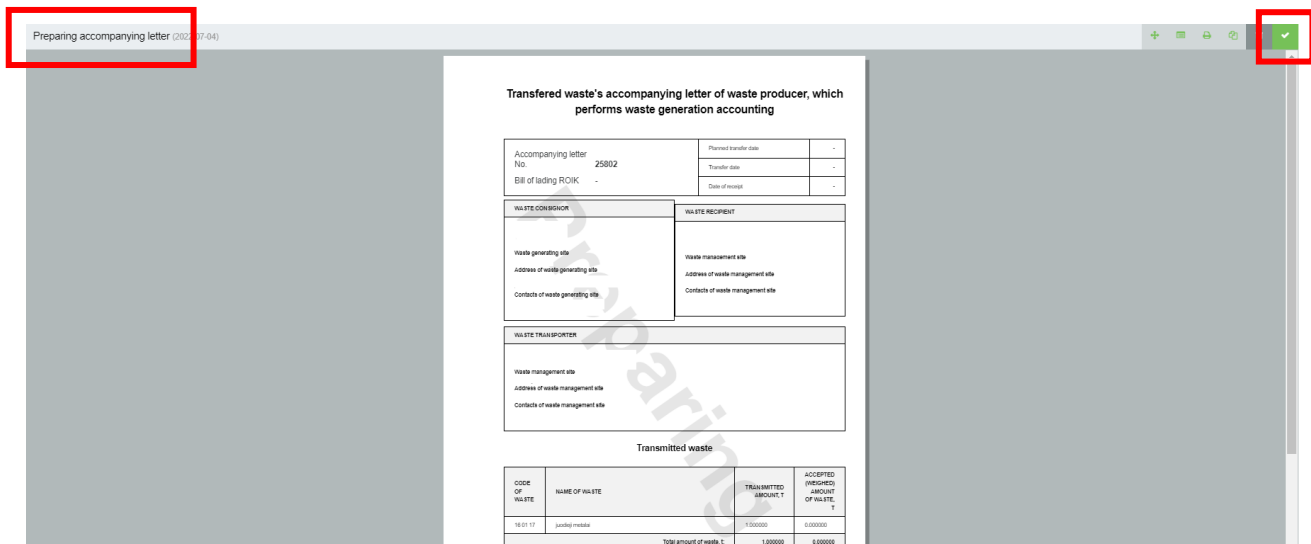 Preparing accompanying letter (2022-07-04)
Transfered waste's accompanying letter of waste producer, which
performs waste generation accounting
Accompanying letter
No. 25802
Bill of lading ROIK -
Planned transfer date -
Transfer date -
Date of receipt -
WASTE CONSIGNOR
Waste generating site
Address of waste generating site
Contacts of waste generating site
WASTE RECIPIENT
Waste management site
Address of waste management site
Contacts of waste management site
WASTE TRANSPORTER
Waste management site
Address of waste management site
Contacts of waste management site
Preparing
Transmitted waste
CODE
OF
WASTE
NAME OF WASTE
TRANSMITTED
AMOUNT, T
ACCEPTED
(WEIGHED)
AMOUNT
OF WASTE,
T
16 01 17 juodieji metalai 1.000000 0.000000
Total amount of waste, t: 1.000000 0.000000